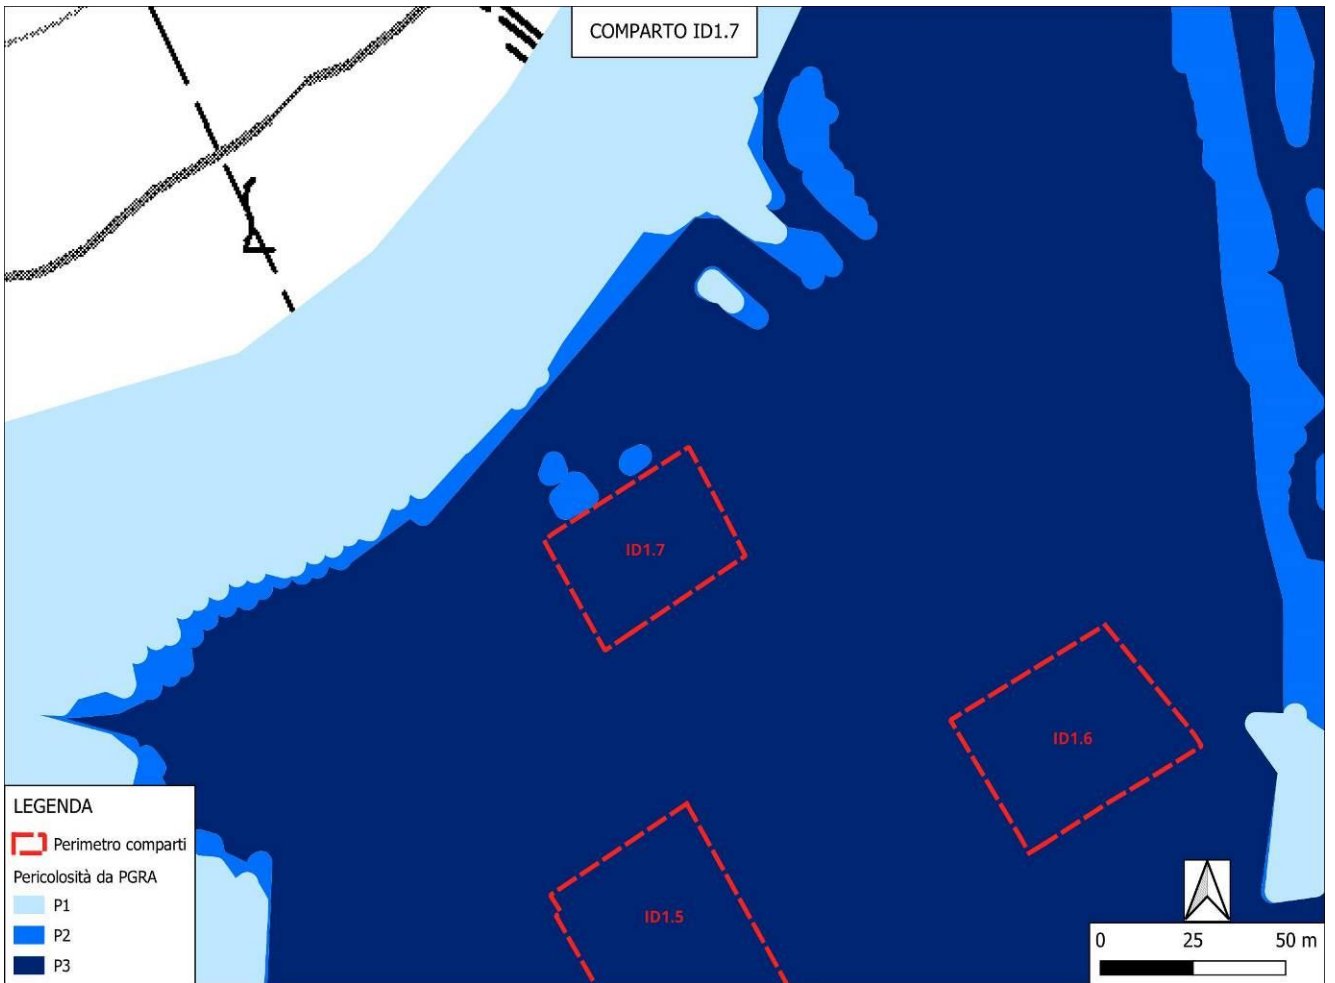 COMPARTO ID1.7
ID1.7
ID1.6
ID1.5
LEGENDA
Perimetro comparti
Pericolosità da PGRA
P1
P2
P3
0 25 50 m